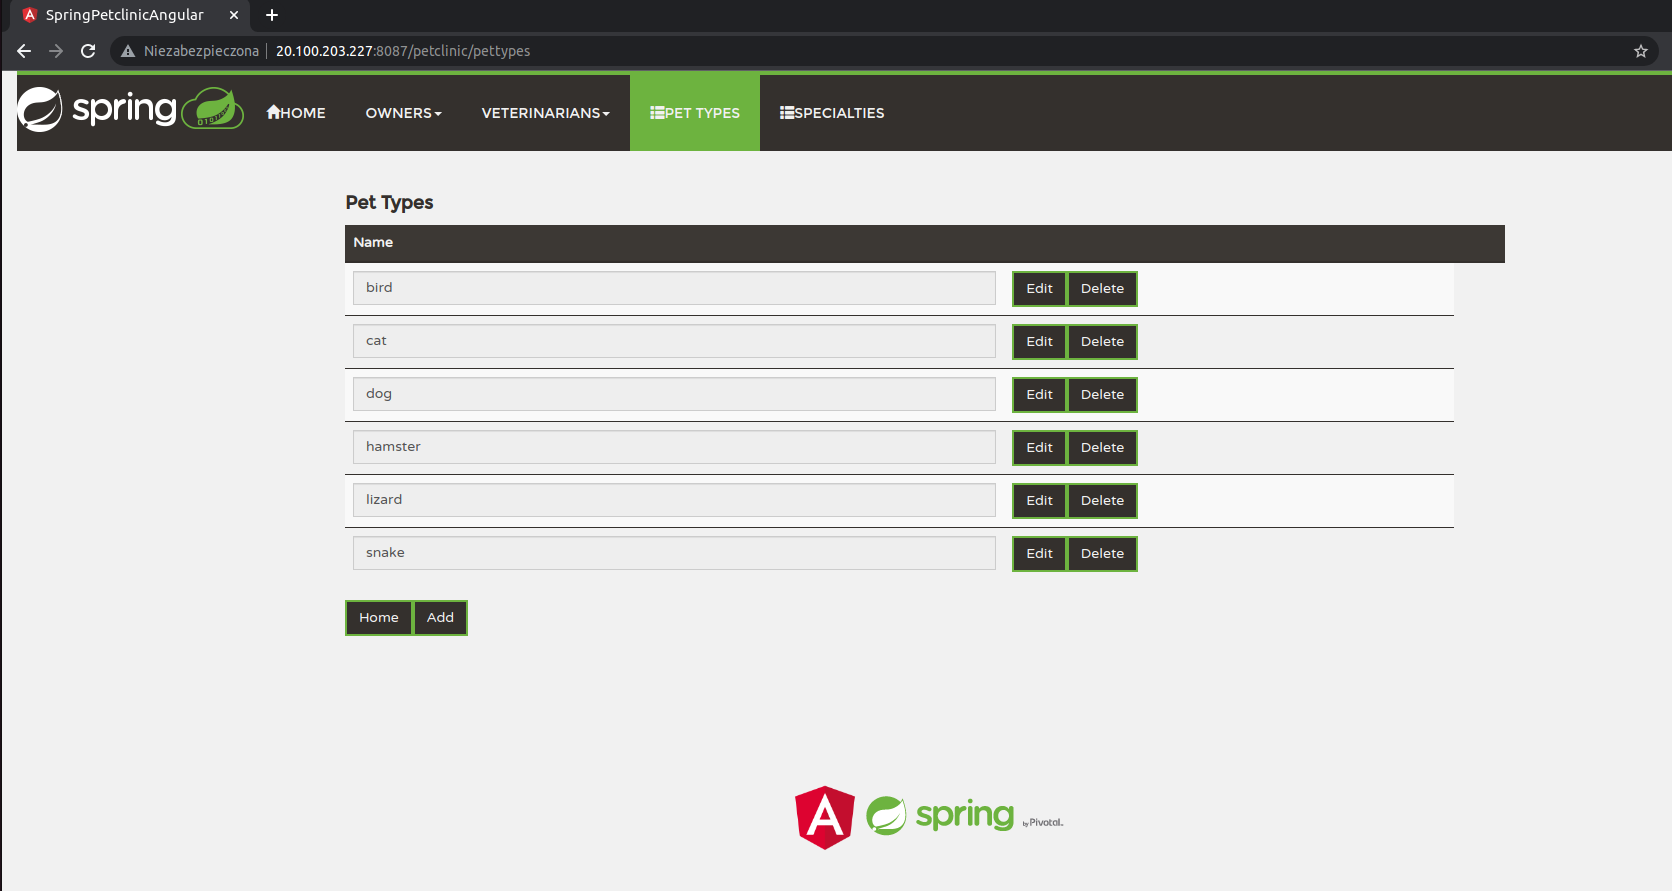 SpringPetclinicAngular
Niezabezpieczona 20.100.203.227:8087/petclinic/pettypes
spring HOME OWNERS VETERINARIANS PET TYPES SPECIALTIES
Pet Types
Name
bird Edit Delete
cat Edit Delete
dog Edit Delete
hamster Edit Delete
lizard Edit Delete
snake Edit Delete
Home Add
A spring by Pivotal.